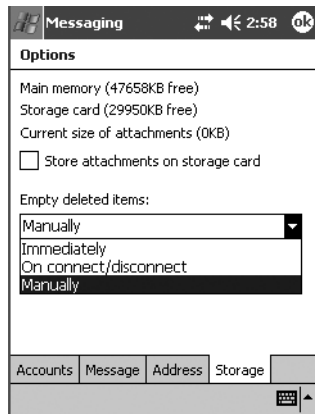 Messaging 2:58 ok
Options
Main memory (47658KB free)
Storage card (29950KB free)
Current size of attachments (0KB)
Store attachments on storage card
Empty deleted items:
Manually
Immediately
On connect/disconnect
Manually
Accounts Message Address Storage